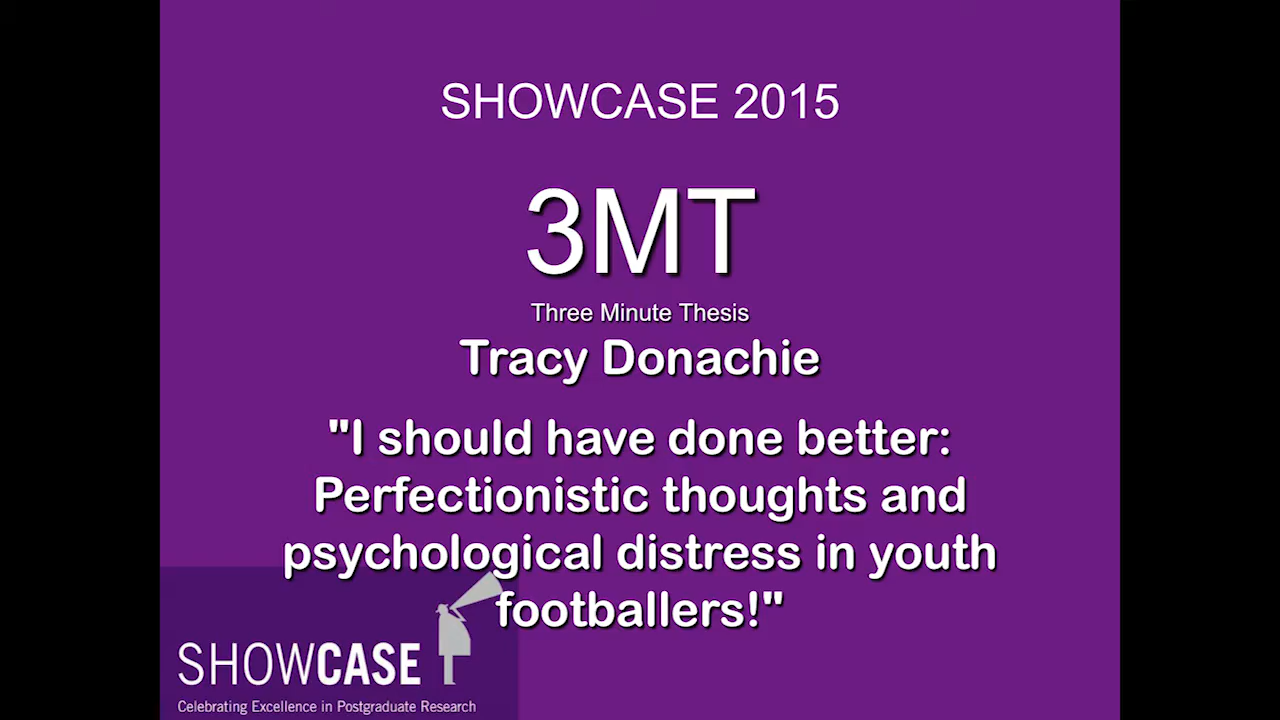 SHOWCASE 2015
3MT
Three Minute Thesis
Tracy Donachie
"I should have done better:
Perfectionistic thoughts and
psychological distress in youth
footballers!"
SHOWCASE
Celebrating Excellence in Postgraduate Research